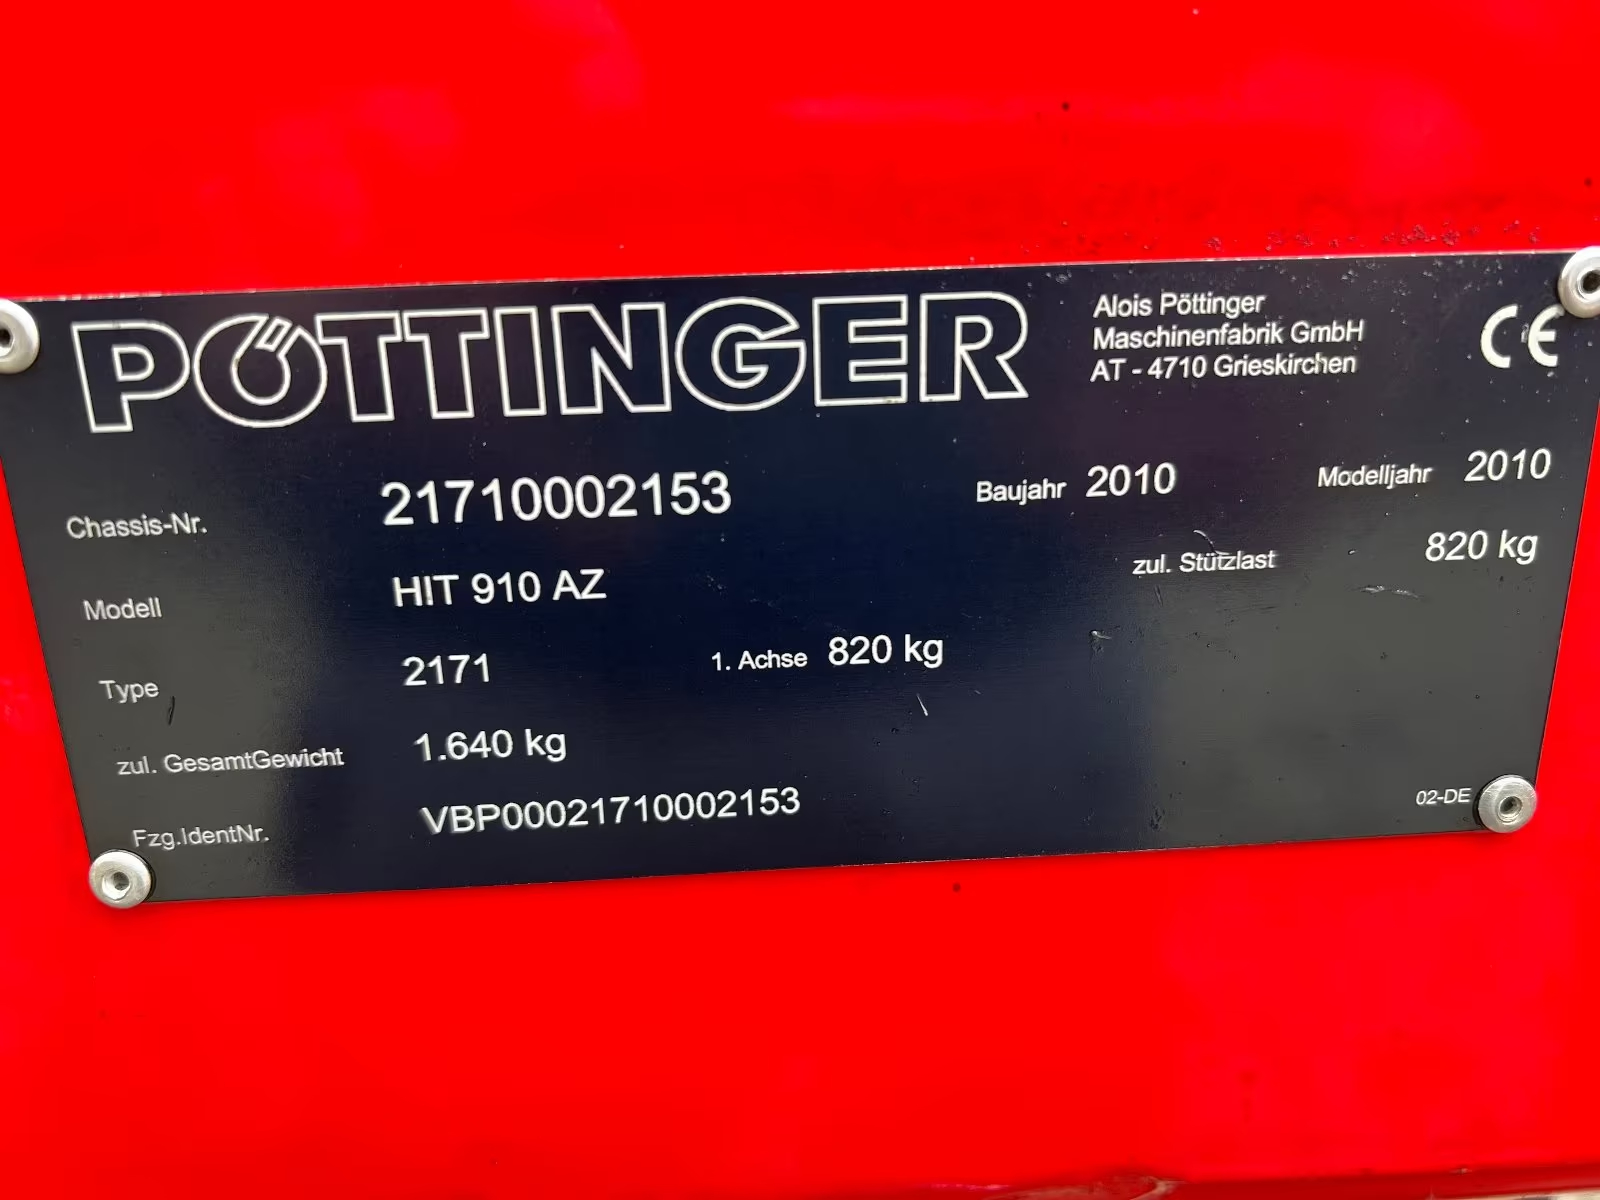 PÖTTINGER
Alois Pöttinger
Maschinenfabrik GmbH
AT - 4710 Grieskirchen
CE
Chassis-Nr. 21710002153 Baujahr 2010 Modelljahr 2010
Modell HIT 910 AZ zul. Stützlast 820 kg
Type 2171 1. Achse 820 kg
zul. GesamtGewicht 1.640 kg
Fzg.IdentNr. VBP00021710002153
02-DE